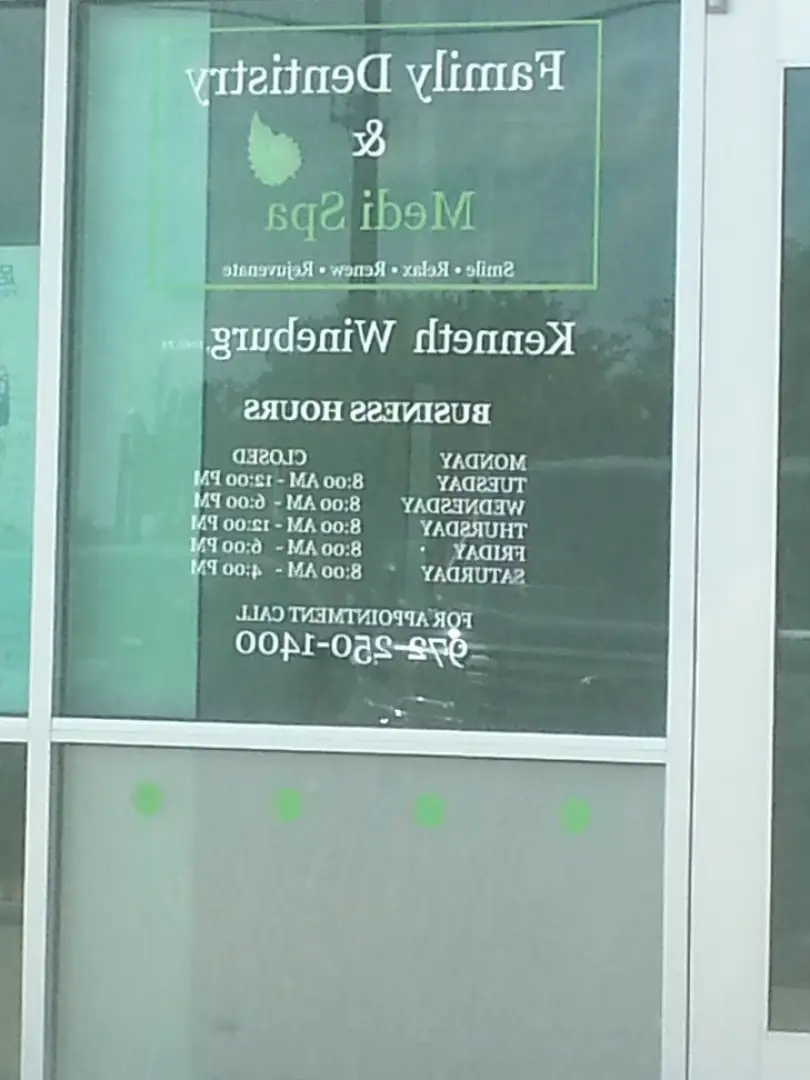 Family Dentistry
&
Medi Spa
Smile • Relax • Renew • Rejuvenate
Kenneth Wineburg,
BUSINESS HOURS
MONDAY CLOSED
TUESDAY 8:00 AM - 12:00 PM
WEDNESDAY 8:00 AM - 6:00 PM
THURSDAY 8:00 AM - 12:00 PM
FRIDAY 8:00 AM - 6:00 PM
SATURDAY 8:00 AM - 4:00 PM
FOR APPOINTMENT CALL
972-250-1400